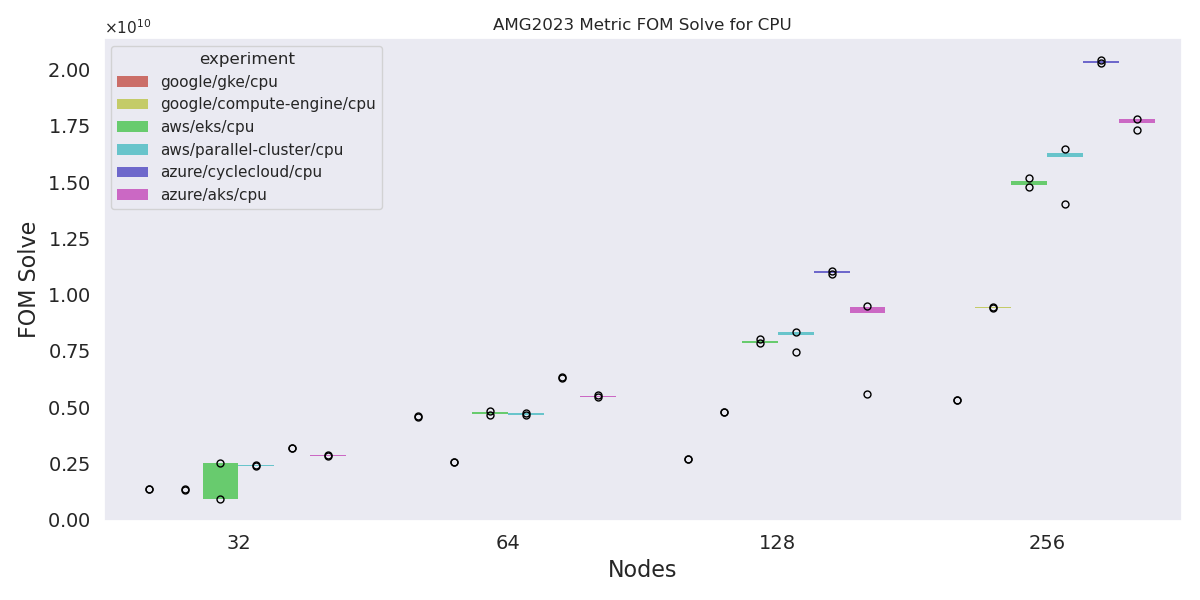 AMG2023 Metric FOM Solve for CPU
×10¹⁰
experiment
google/gke/cpu
google/compute-engine/cpu
aws/eks/cpu
aws/parallel-cluster/cpu
azure/cyclecloud/cpu
azure/aks/cpu
FOM Solve
2.00
1.75
1.50
1.25
1.00
0.75
0.50
0.25
0.00
32
64
128
256
Nodes